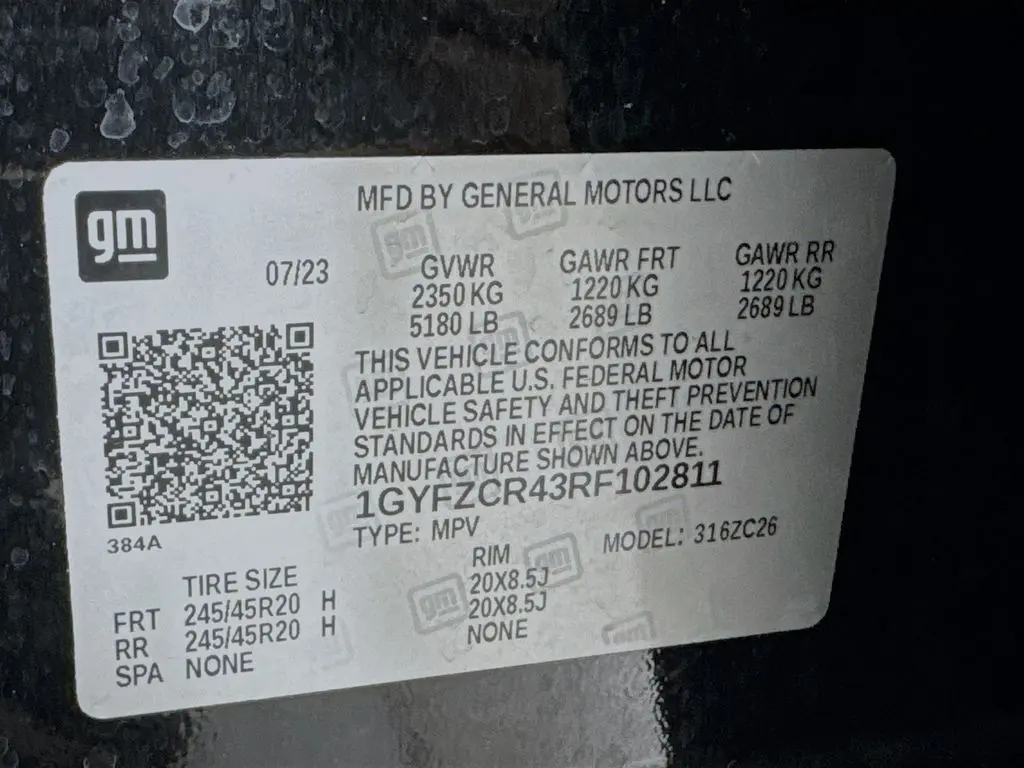 gm
MFD BY GENERAL MOTORS LLC
07/23
GVWR GAWR FRT GAWR RR
2350 KG 1220 KG 1220 KG
5180 LB 2689 LB 2689 LB
THIS VEHICLE CONFORMS TO ALL
APPLICABLE U.S. FEDERAL MOTOR
VEHICLE SAFETY AND THEFT PREVENTION
STANDARDS IN EFFECT ON THE DATE OF
MANUFACTURE SHOWN ABOVE.
1GYFZCR43RF102811
TYPE: MPV MODEL: 316ZC26
384A
TIRE SIZE RIM
FRT 245/45R20 H 20X8.5J
RR 245/45R20 H 20X8.5J
SPA NONE NONE